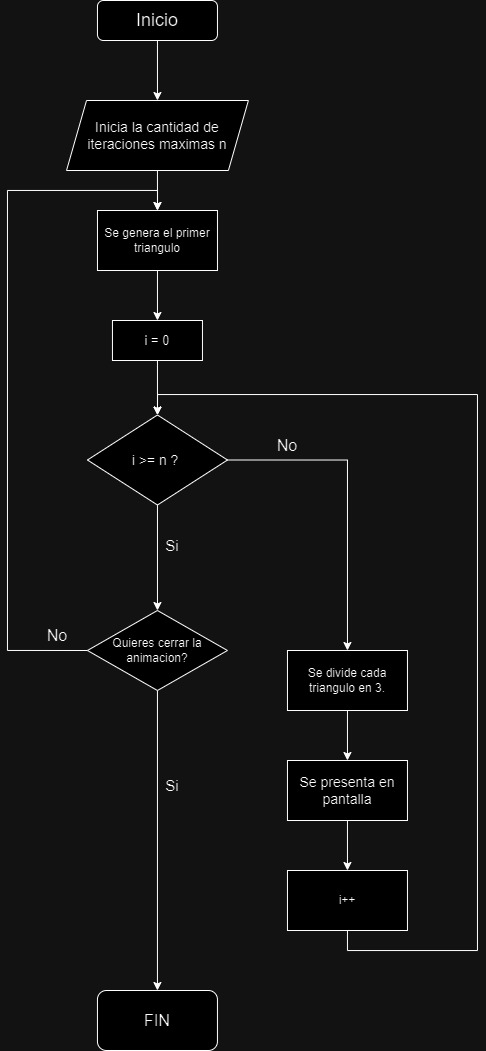 Inicio
Inicia la cantidad de
iteraciones maximas n
Se genera el primer
triangulo
i = 0
i >= n ?
No
Si
No
Quieres cerrar la
animacion?
Se divide cada
triangulo en 3.
Se presenta en
pantalla
Si
i++
FIN